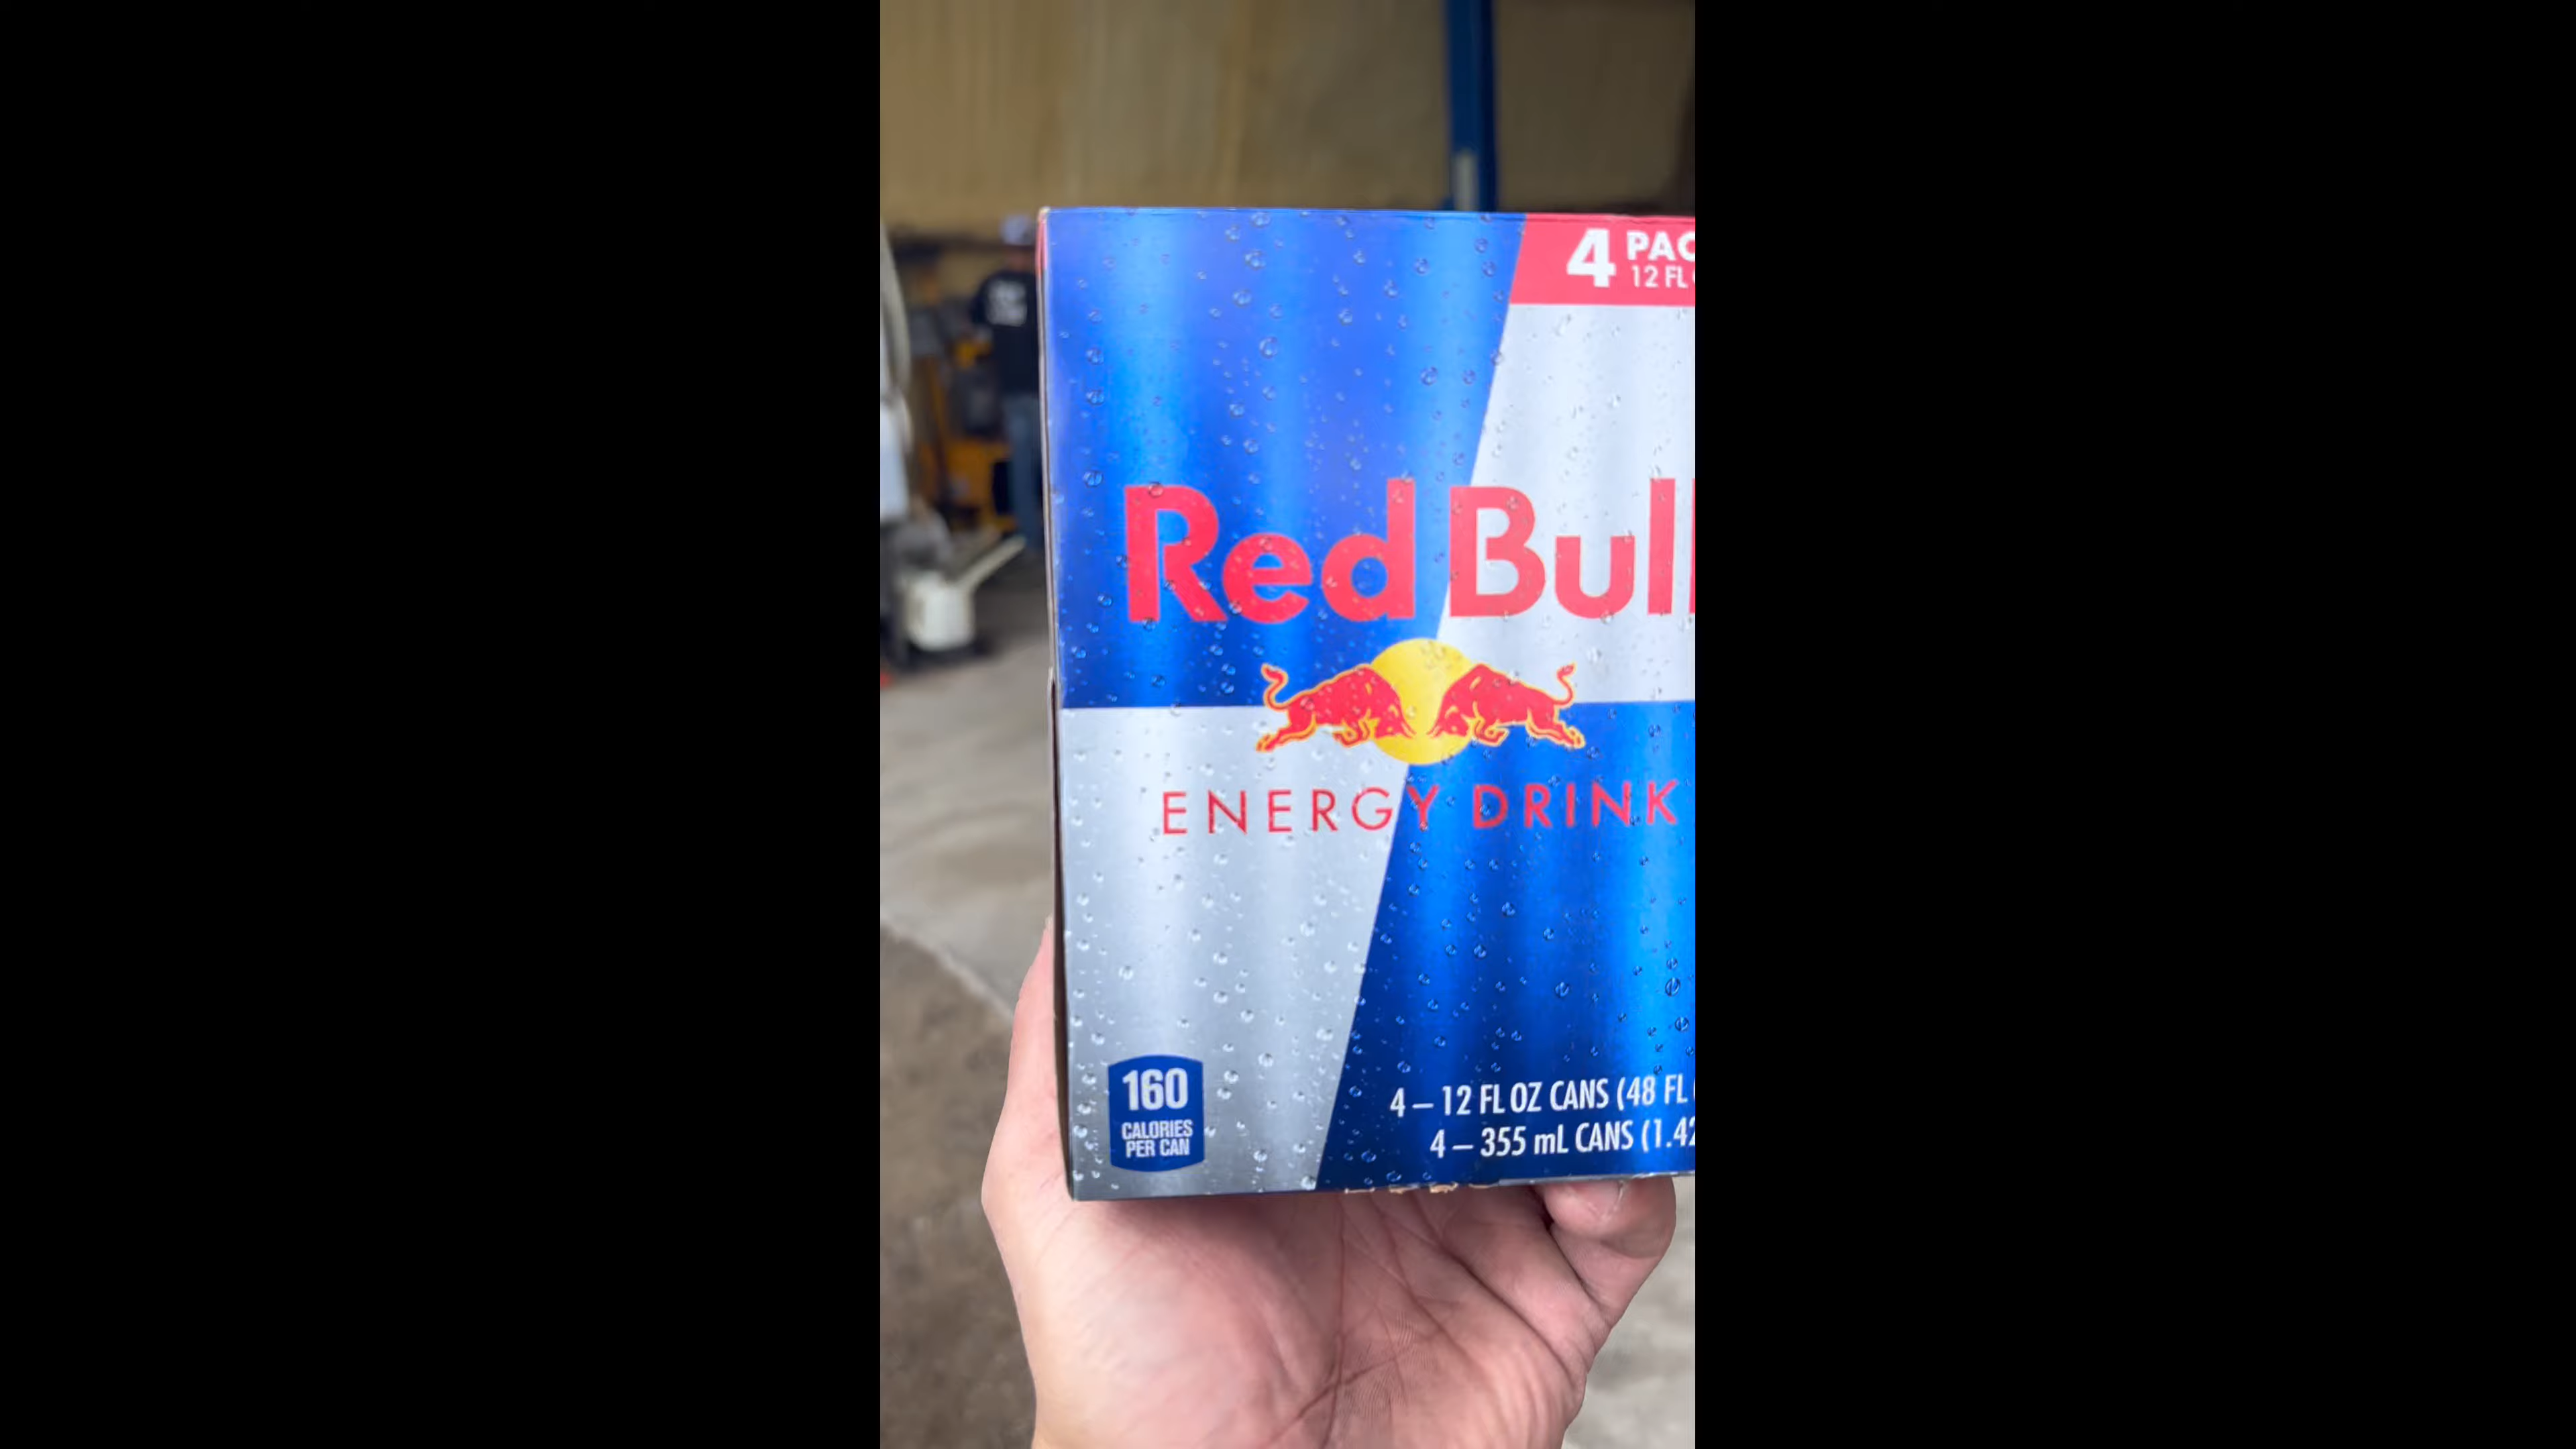 4 PAC
12 FL
Red Bull
ENERGY DRINK
160
CALORIES
PER CAN
4 – 12 FL OZ CANS (48 FL
4 – 355 mL CANS (1.42